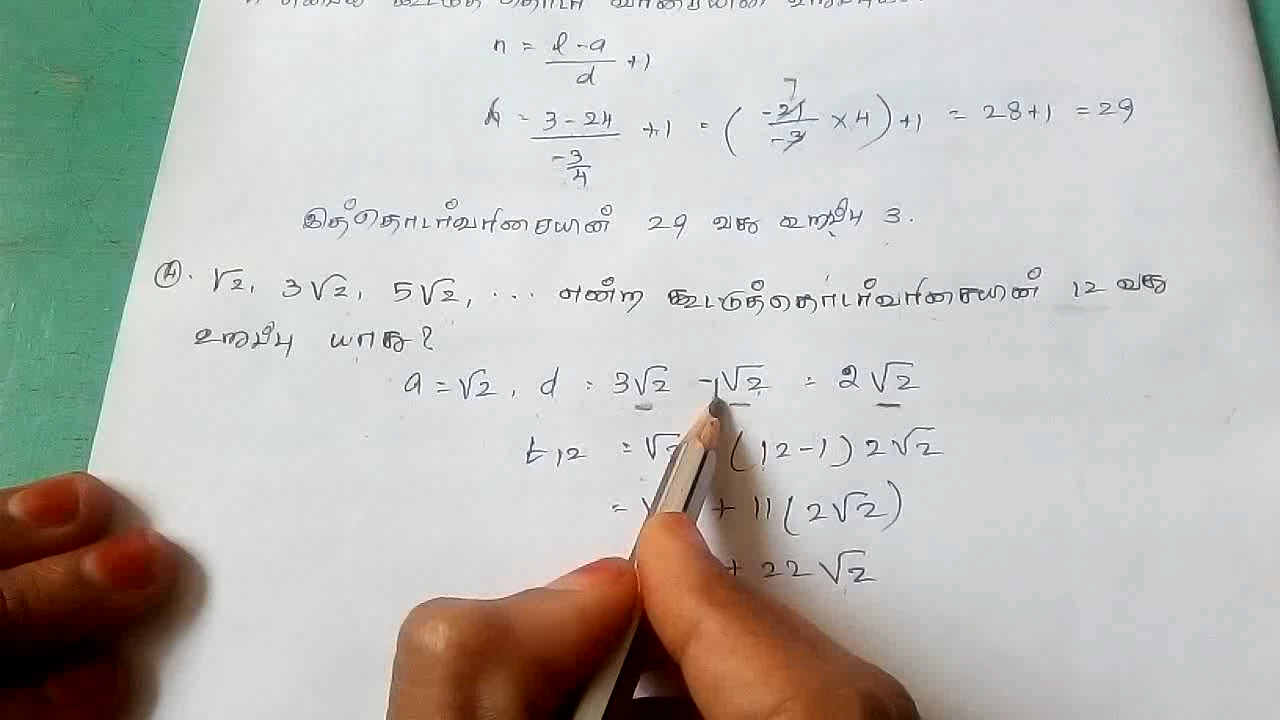 n = l-a/d +1
n = 3-24/-3/4 +1 = (-21/-3 × 4)+1 = 28+1 = 29
7
இத்தொடர்வரிசையின் 29 வது உறுப்பு 3.
④. √2, 3√2, 5√2, ... என்ற கூட்டுத்தொடர்வரிசையின் 12 வது
உறுப்பு யாது?
a = √2, d = 3√2 -1√2 = 2√2
t12 = √2 (12-1) 2√2
= + 11(2√2)
+ 22√2